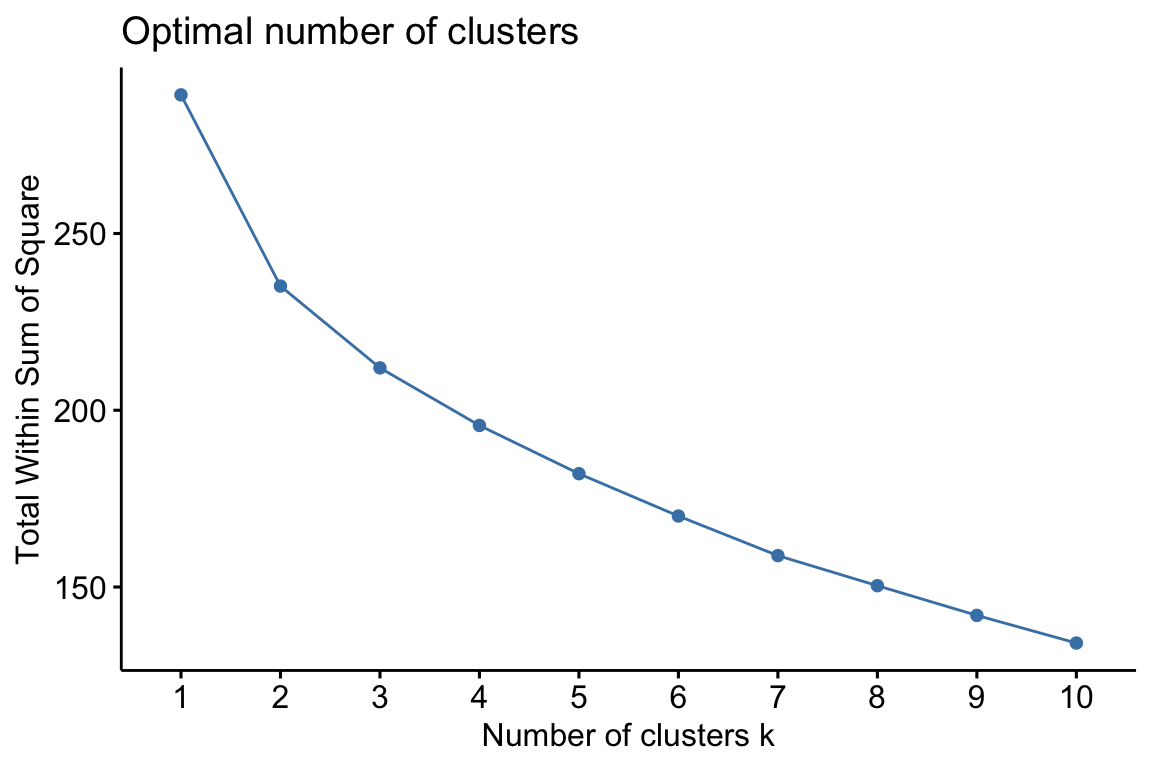 Optimal number of clusters
Total Within Sum of Square
250
200
150
1 2 3 4 5 6 7 8 9 10
Number of clusters k